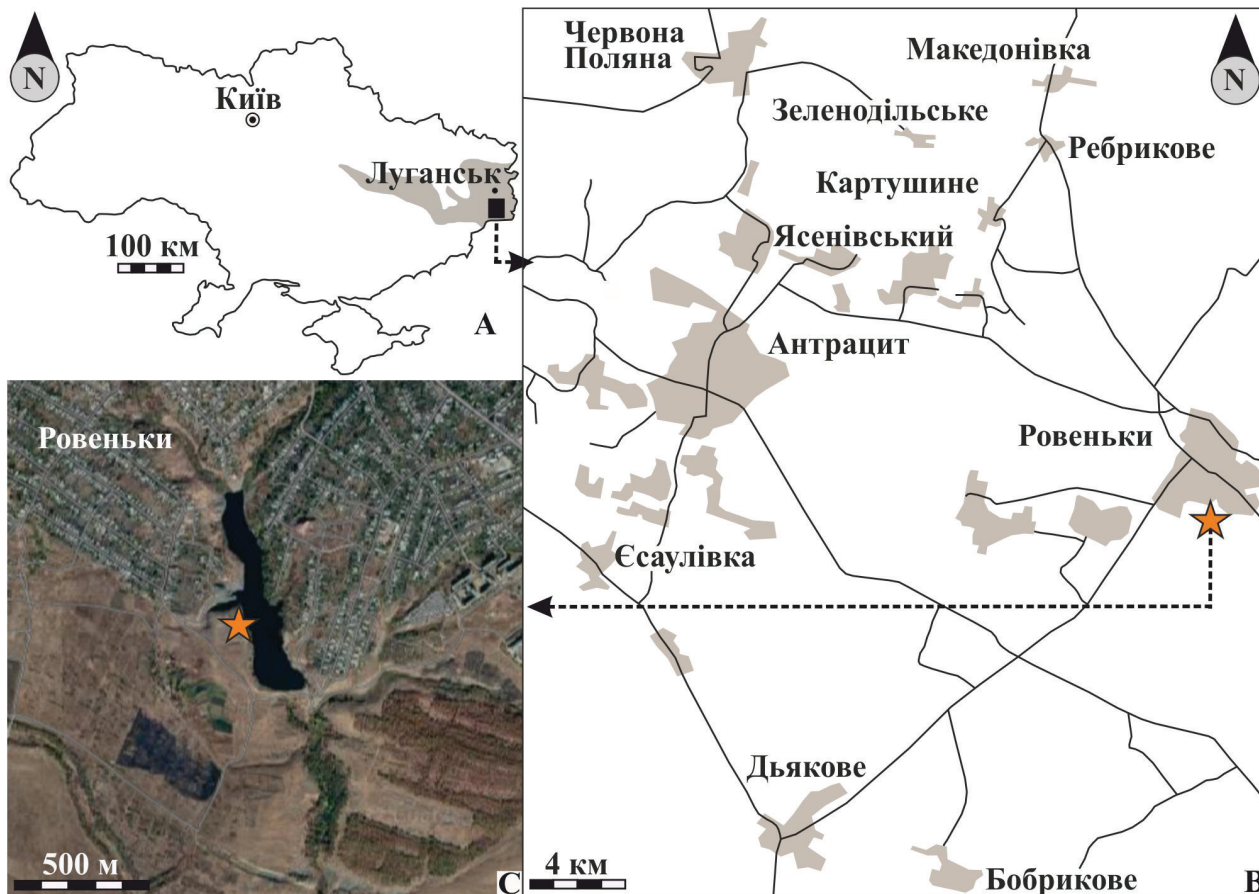 N
Київ
Луганськ
100 км
А
Ровеньки
500 м
С
N
Червона
Поляна
Македонівка
Зеленодільське
Ребрикове
Картушине
Ясенівський
Антрацит
Ровеньки
Єсаулівка
Дьякове
Бобрикове
4 км